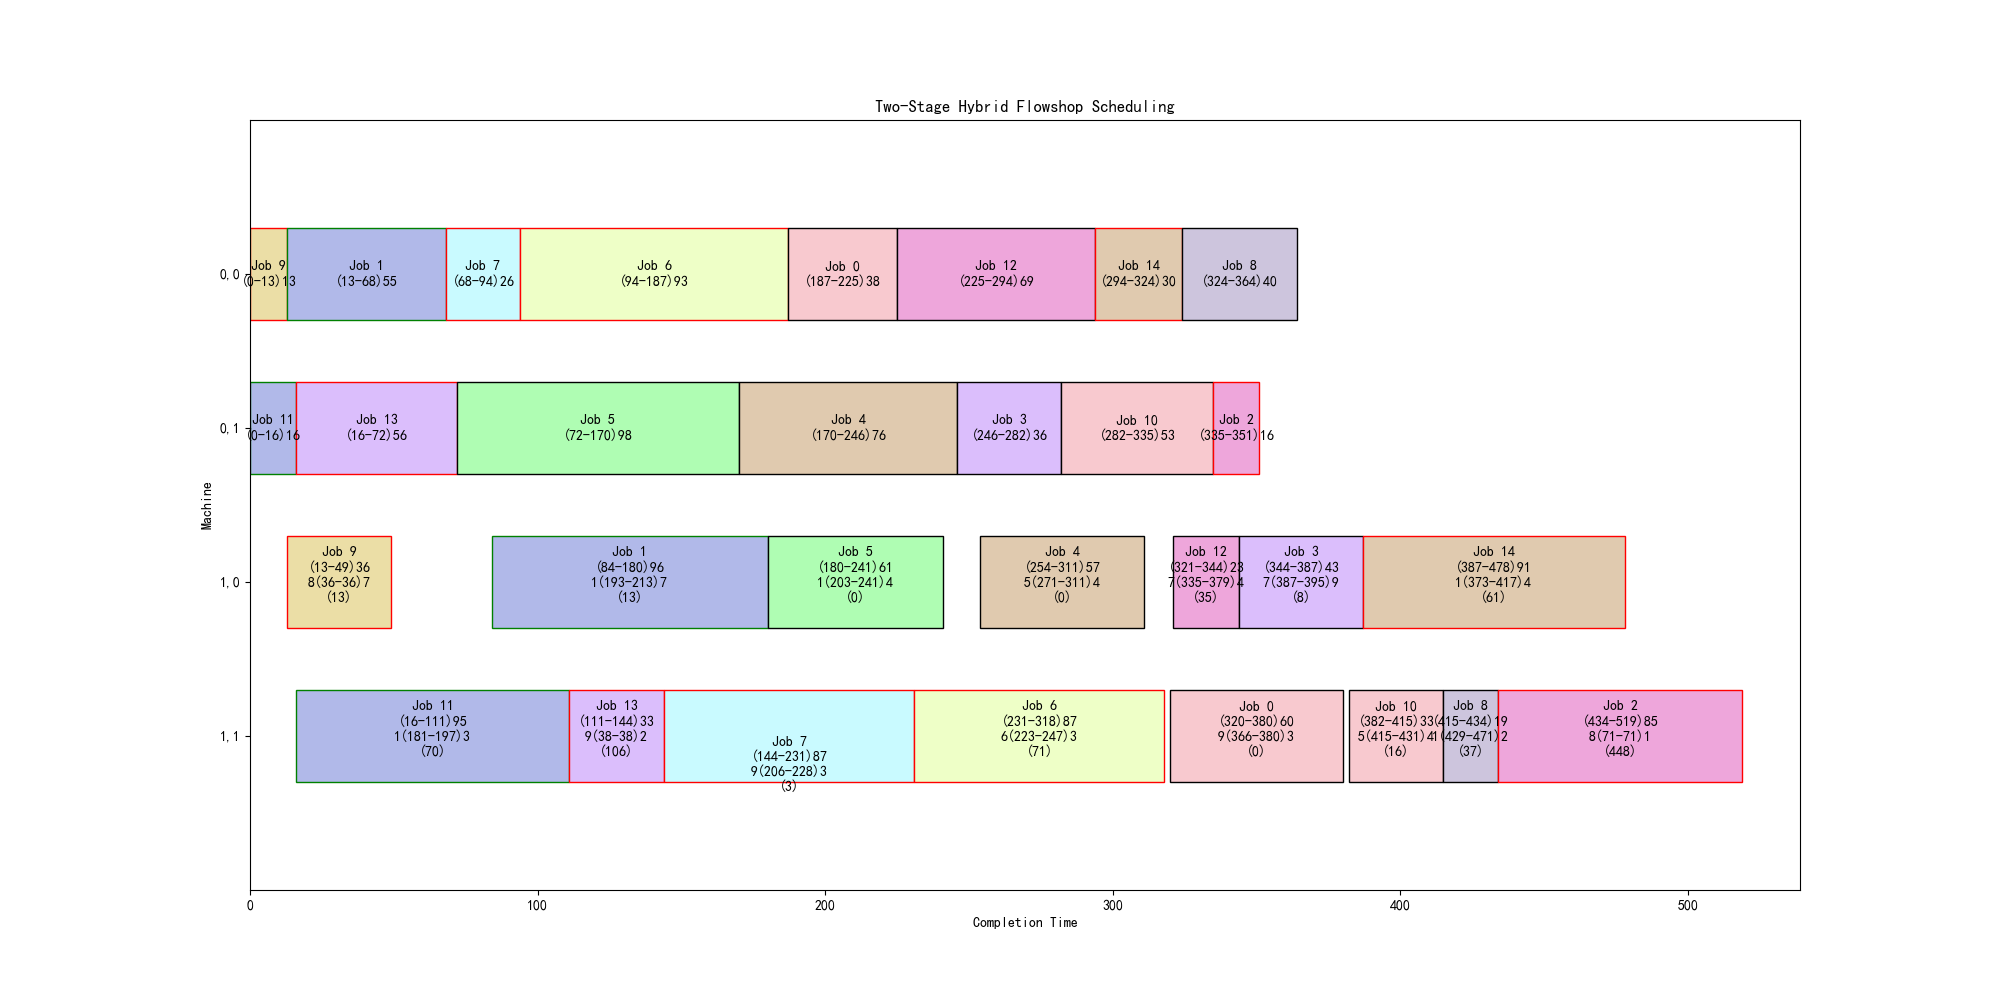 Two-Stage Hybrid Flowshop Scheduling
Machine
0,0
Job 9
(0-13)13
Job 1
(13-68)55
Job 7
(68-94)26
Job 6
(94-187)93
Job 0
(187-225)38
Job 12
(225-294)69
Job 14
(294-324)30
Job 8
(324-364)40
0,1
Job 11
(0-16)16
Job 13
(16-72)56
Job 5
(72-170)98
Job 4
(170-246)76
Job 3
(246-282)36
Job 10
(282-335)53
Job 2
(335-351)16
1,0
Job 9
(13-49)36
8(36-36)7
(13)
Job 1
(84-180)96
1(193-213)7
(13)
Job 5
(180-241)61
1(203-241)4
(0)
Job 4
(254-311)57
5(271-311)4
(0)
Job 12
(321-344)23
7(335-379)4
(35)
Job 3
(344-387)43
7(387-395)9
(8)
Job 14
(387-478)91
1(373-417)4
(61)
1,1
Job 11
(16-111)95
1(181-197)3
(70)
Job 13
(111-144)33
9(38-38)2
(106)
Job 7
(144-231)87
9(206-228)3
(3)
Job 6
(231-318)87
6(223-247)3
(71)
Job 0
(320-380)60
9(366-380)3
(0)
Job 10
(382-415)33
5(415-431)4
(16)
Job 8
(415-434)19
(429-471)2
(37)
Job 2
(434-519)85
8(71-71)1
(448)
0
100
200
300
400
500
Completion Time